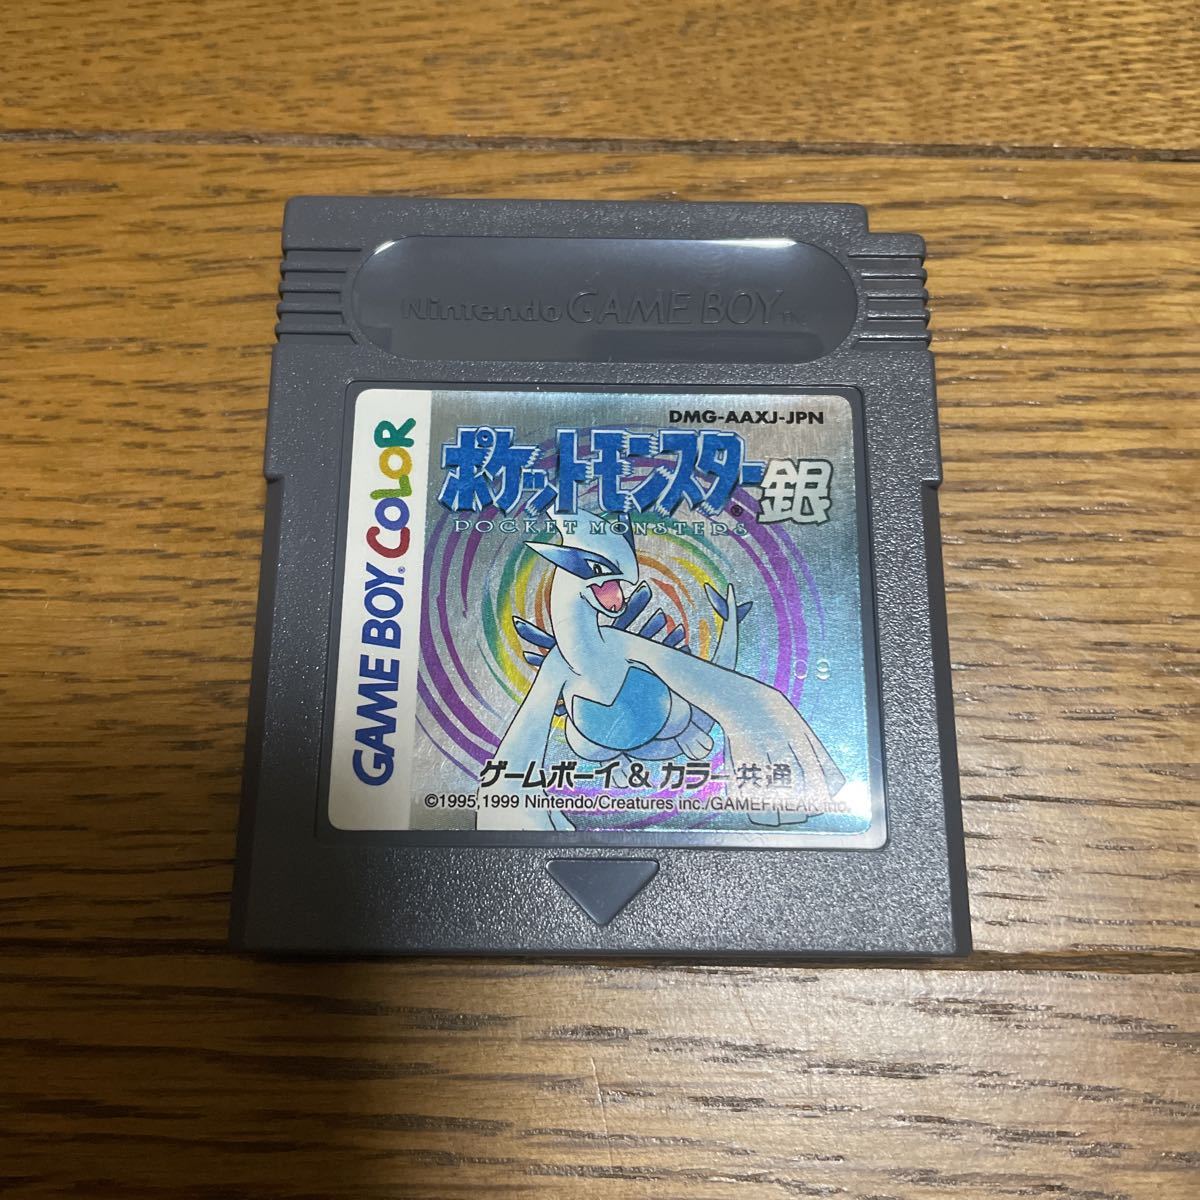 Nintendo GAME BOY TM
DMG-AAXJ-JPN
ポケットモンスター®銀
POCKET MONSTERS
GAME BOY® COLOR
09
ゲームボーイ & カラー 共通
©1995,1999 Nintendo/Creatures inc./GAMEFREAK inc.